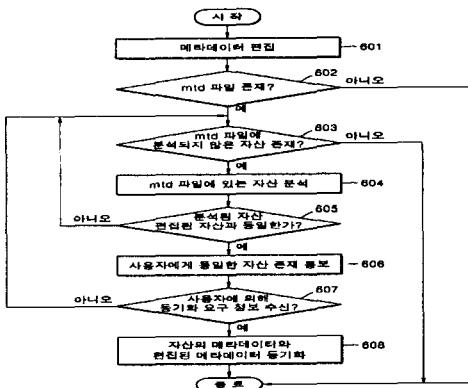 시 작
메타데이터 편집
601
602
mtd 파일 존재?
아니오
예
603
mtd 파일에
분석되지 않은 자산 존재?
아니오
예
mtd 파일에 있는 자산 분석
604
605
분석된 자산
편집된 자산과 동일한가?
아니오
예
사용자에게 동일한 자산 존재 통보
606
607
사용자에 의해
동기화 요구 정보 수신?
아니오
예
자산의 메타데이터와
편집된 메타데이터 동기화
608
종 료